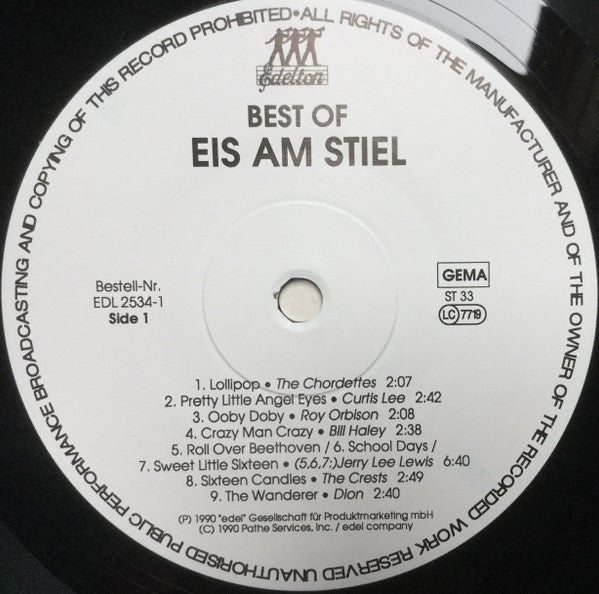 UNAUTHORISED PUBLIC PERFORMANCE BROADCASTING AND COPYING OF THIS RECORD PROHIBITED•ALL RIGHTS OF THE MANUFACTURER AND OF THE OWNER OF THE RECORDED WORK RESERVED
Edelton
BEST OF
EIS AM STIEL
Bestell-Nr.
EDL 2534-1
Side 1
GEMA
ST 33
LC 7719
1. Lollipop • The Chordettes 2:07
2. Pretty Little Angel Eyes • Curtis Lee 2:42
3. Ooby Doby • Roy Orbison 2:08
4. Crazy Man Crazy • Bill Haley 2:38
5. Roll Over Beethoven / 6. School Days /
7. Sweet Little Sixteen • (5,6,7:)Jerry Lee Lewis 6:40
8. Sixteen Candles • The Crests 2:49
9. The Wanderer • Dion 2:40
(P) 1990 "edel" Gesellschaft für Produktmarketing mbH
(C) 1990 Pathe Services, Inc. / edel company